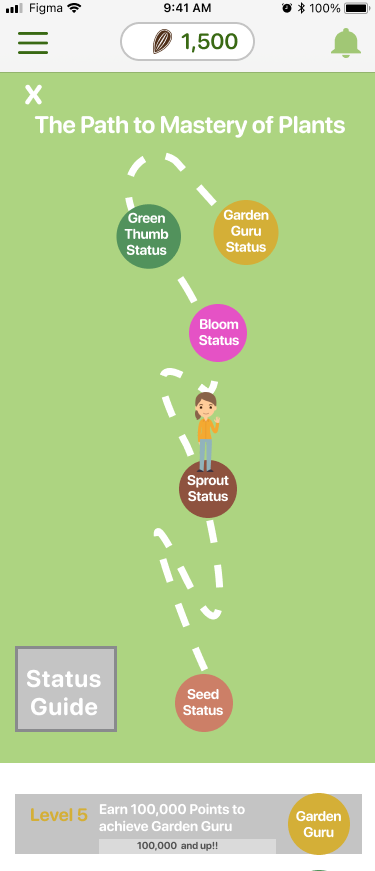 Figma
9:41 AM
100%
1,500
X
The Path to Mastery of Plants
Green
Thumb
Status
Garden
Guru
Status
Bloom
Status
Sprout
Status
Seed
Status
Status
Guide
Level 5
Earn 100,000 Points to
achieve Garden Guru
100,000 and up!!
Garden
Guru